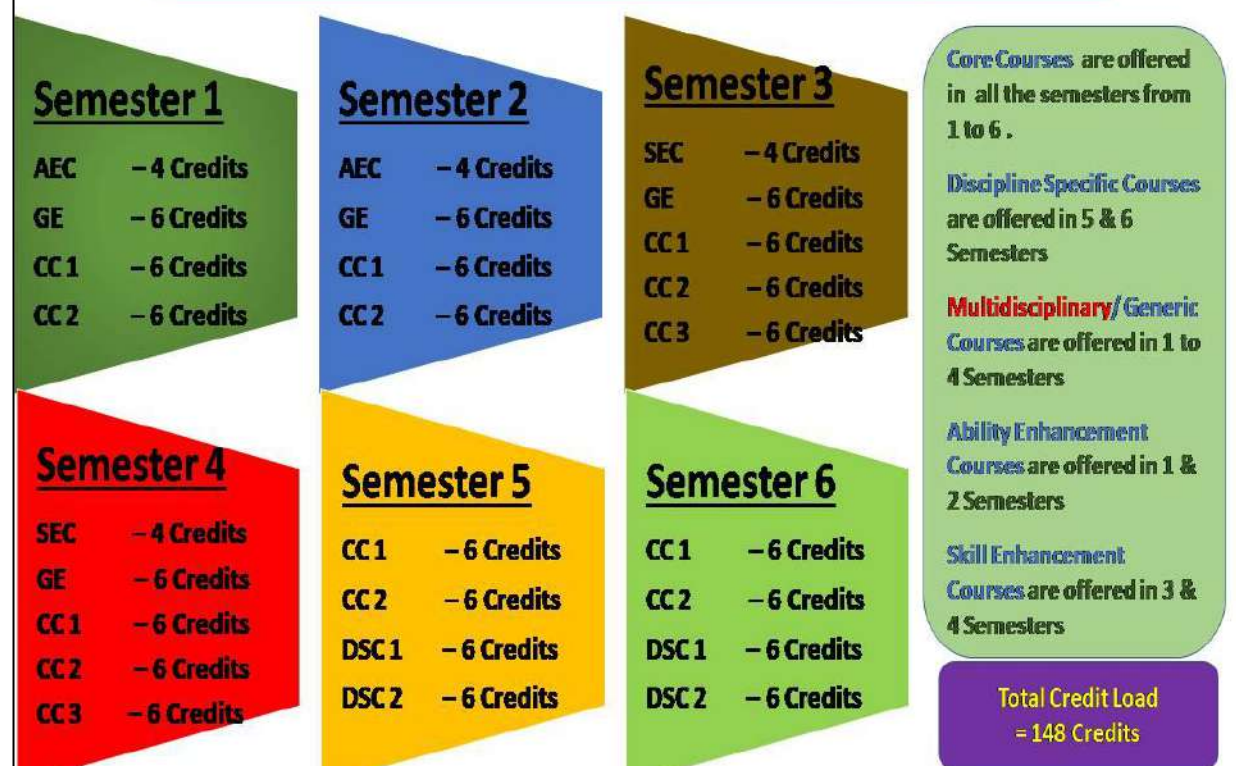 Semester 1
AEC – 4 Credits
GE – 6 Credits
CC 1 – 6 Credits
CC 2 – 6 Credits
Semester 2
AEC – 4 Credits
GE – 6 Credits
CC 1 – 6 Credits
CC 2 – 6 Credits
Semester 3
SEC – 4 Credits
GE – 6 Credits
CC 1 – 6 Credits
CC 2 – 6 Credits
CC 3 – 6 Credits
Semester 4
SEC – 4 Credits
GE – 6 Credits
CC 1 – 6 Credits
CC 2 – 6 Credits
CC 3 – 6 Credits
Semester 5
CC 1 – 6 Credits
CC 2 – 6 Credits
DSC 1 – 6 Credits
DSC 2 – 6 Credits
Semester 6
CC 1 – 6 Credits
CC 2 – 6 Credits
DSC 1 – 6 Credits
DSC 2 – 6 Credits
Core Courses are offered
in all the semesters from
1 to 6 .
Discipline Specific Courses
are offered in 5 & 6
Semesters
Multidisciplinary/ Generic
Courses are offered in 1 to
4 Semesters
Ability Enhancement
Courses are offered in 1 &
2 Semesters
Skill Enhancement
Courses are offered in 3 &
4 Semesters
Total Credit Load
= 148 Credits